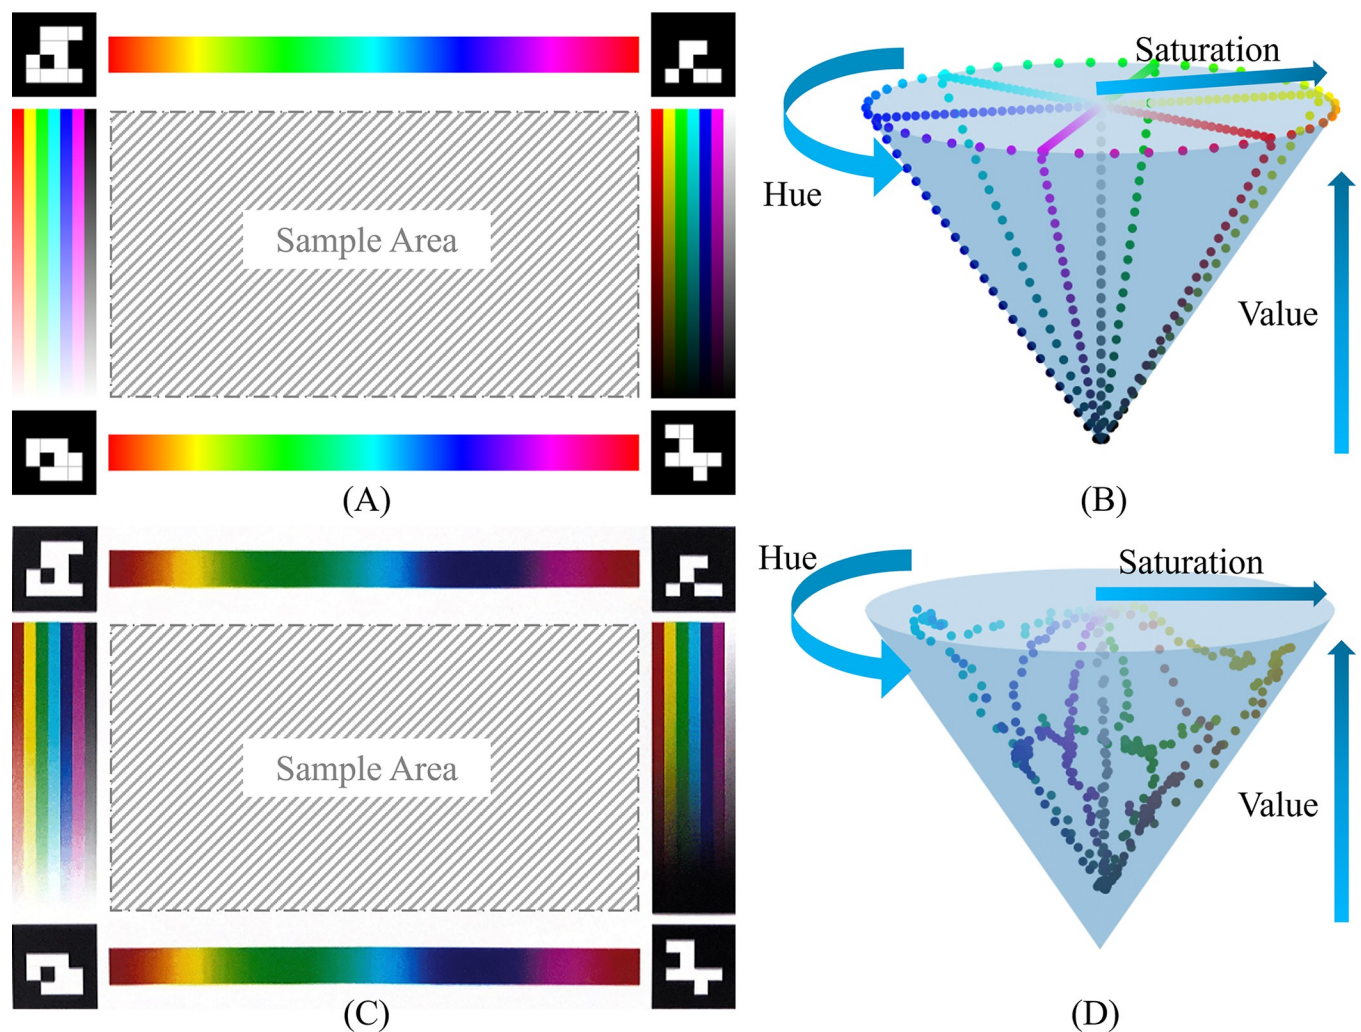 Sample Area
(A)
Saturation
Hue
Value
(B)
Sample Area
(C)
Hue
Saturation
Value
(D)